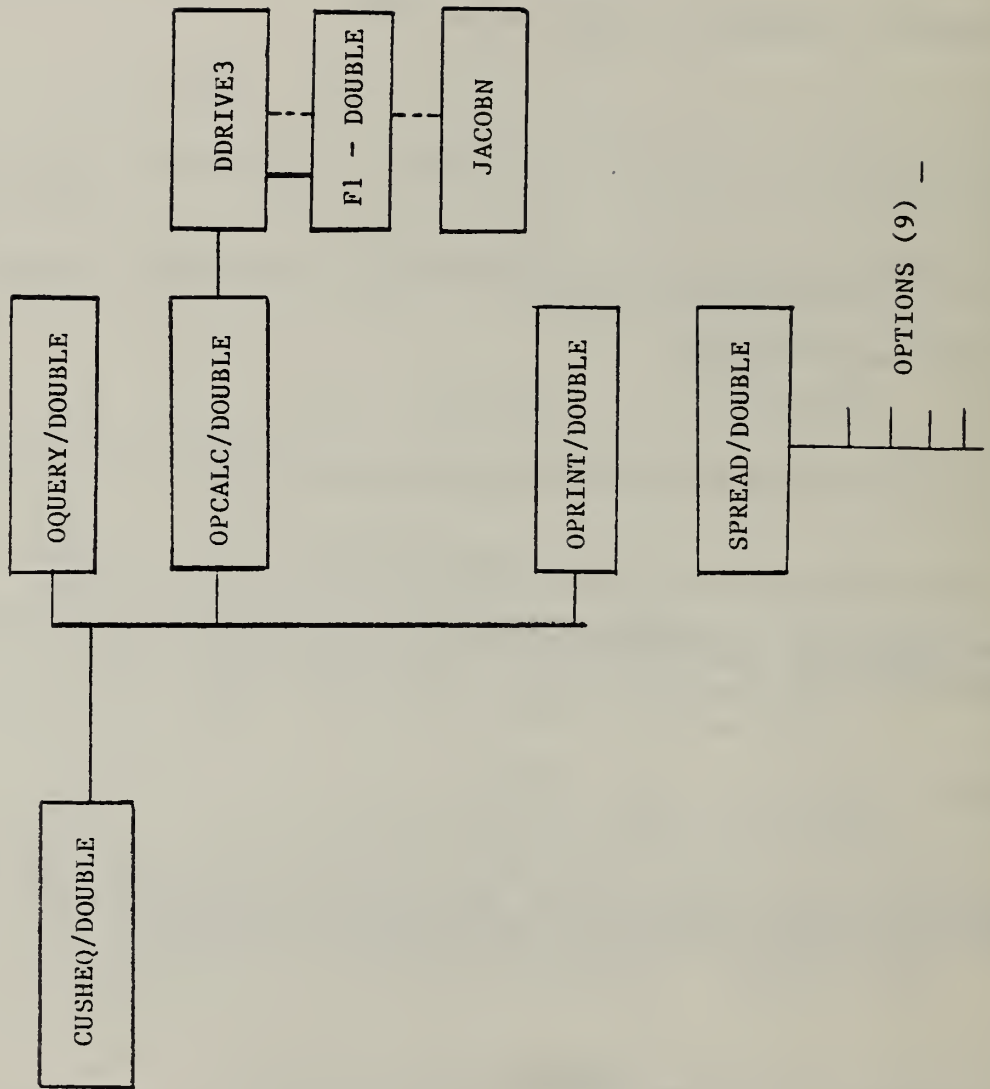 CUSHEQ/DOUBLE
OQUERY/DOUBLE
OPCALC/DOUBLE
DDRIVE3
F1 - DOUBLE
JACOBN
OPRINT/DOUBLE
SPREAD/DOUBLE
OPTIONS (9)